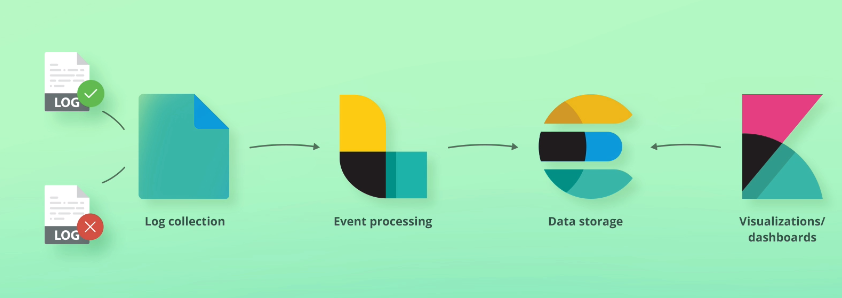 LOG
LOG
Log collection
Event processing
Data storage
Visualizations/
dashboards